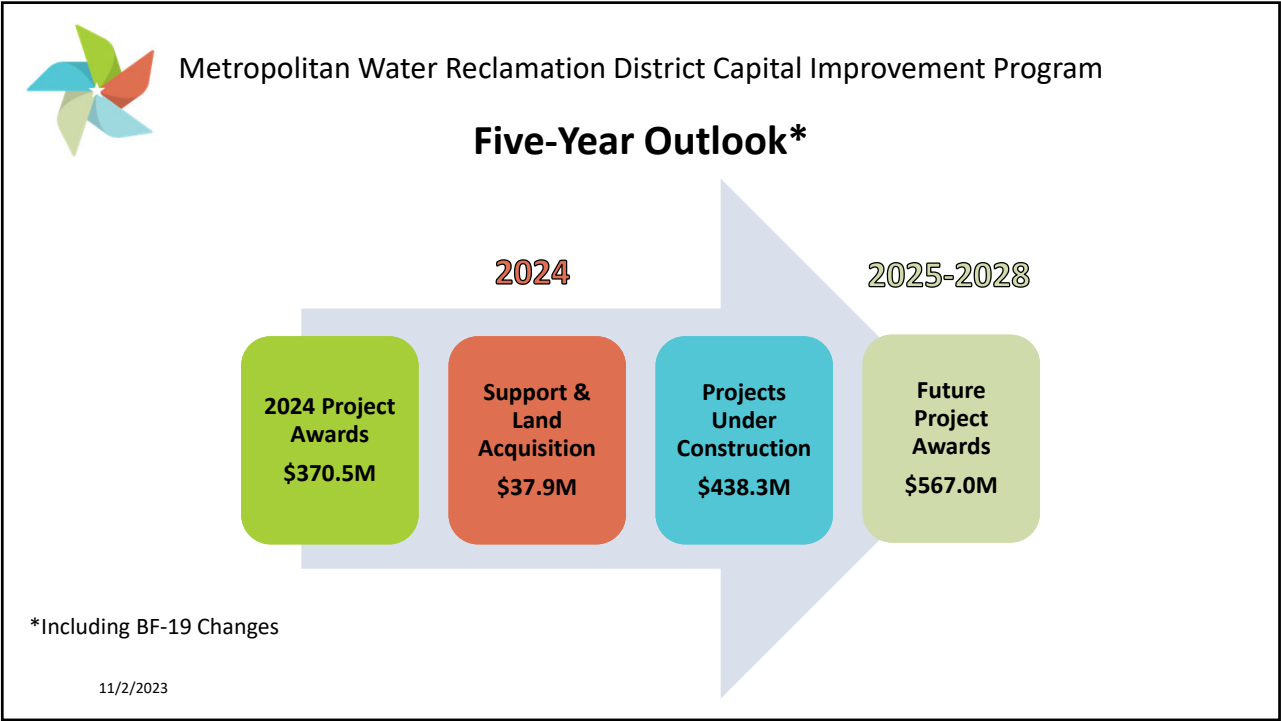 Metropolitan Water Reclamation District Capital Improvement Program
Five-Year Outlook*
2024
2025-2028
2024 Project
Awards
$370.5M
Support &
Land
Acquisition
$37.9M
Projects
Under
Construction
$438.3M
Future
Project
Awards
$567.0M
*Including BF-19 Changes
11/2/2023